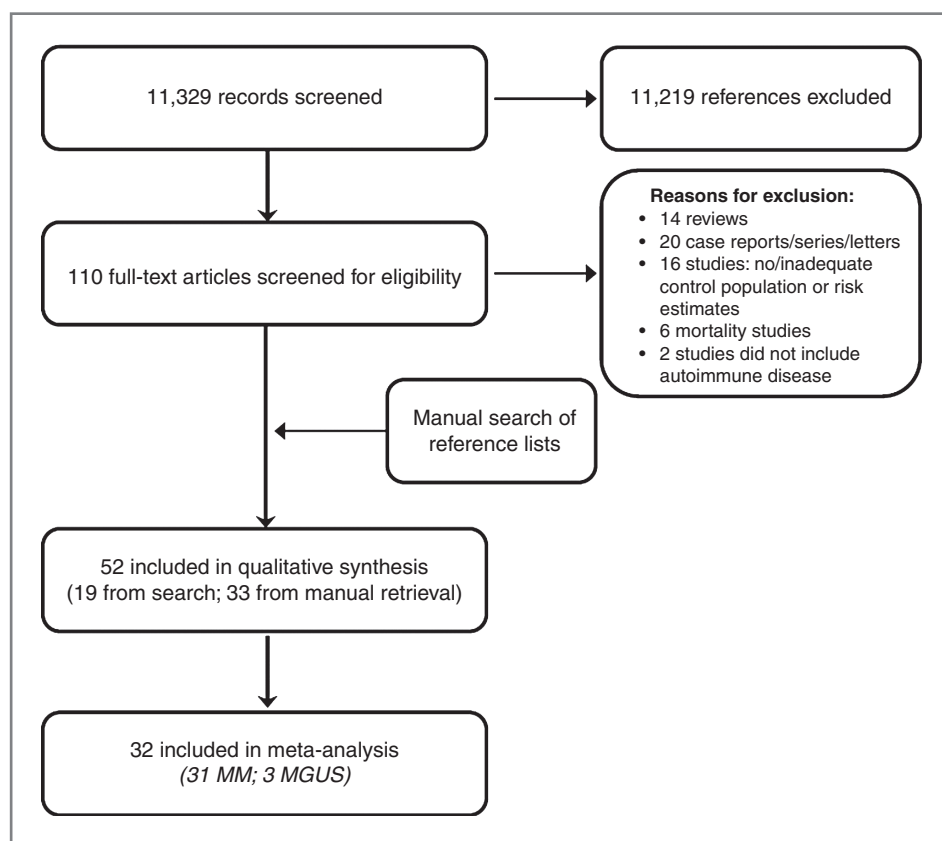 11,329 records screened
11,219 references excluded
110 full-text articles screened for eligibility
Reasons for exclusion:
• 14 reviews
• 20 case reports/series/letters
• 16 studies: no/inadequate
control population or risk
estimates
• 6 mortality studies
• 2 studies did not include
autoimmune disease
Manual search of
reference lists
52 included in qualitative synthesis
(19 from search; 33 from manual retrieval)
32 included in meta-analysis
(31 MM; 3 MGUS)